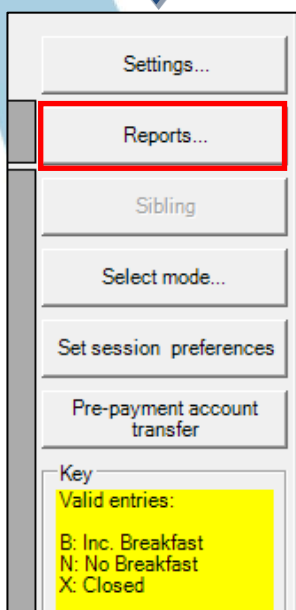 Settings...
Reports...
Sibling
Select mode...
Set session preferences
Pre-payment account
transfer
Key
Valid entries:
B: Inc. Breakfast
N: No Breakfast
X: Closed